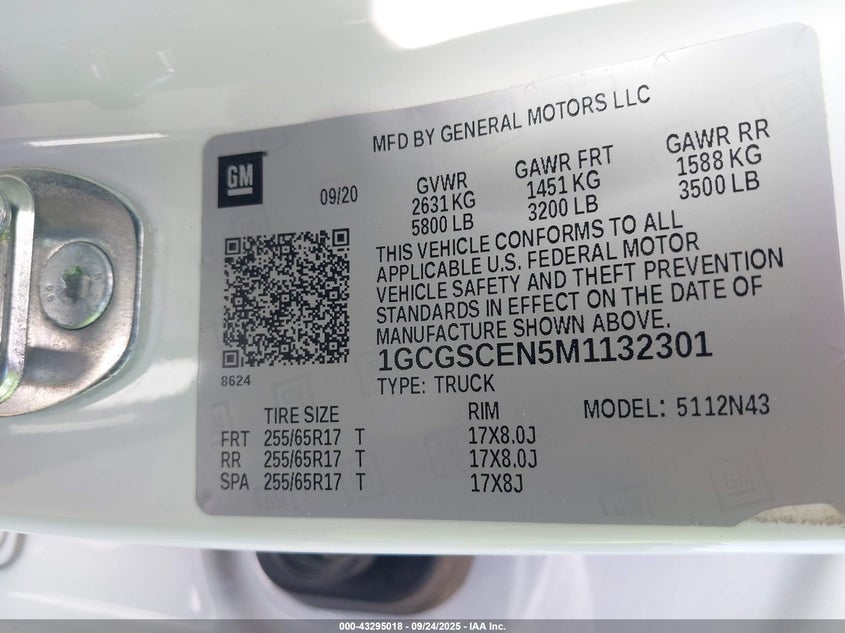 MFD BY GENERAL MOTORS LLC
GM
09/20
GVWR
2631 KG
5800 LB
GAWR FRT
1451 KG
3200 LB
GAWR RR
1588 KG
3500 LB
THIS VEHICLE CONFORMS TO ALL
APPLICABLE U.S. FEDERAL MOTOR
VEHICLE SAFETY AND THEFT PREVENTION
STANDARDS IN EFFECT ON THE DATE OF
MANUFACTURE SHOWN ABOVE.
1GCGSCEN5M1132301
8624
TYPE: TRUCK
MODEL: 5112N43
TIRE SIZE RIM
FRT 255/65R17 T 17X8.0J
RR 255/65R17 T 17X8.0J
SPA 255/65R17 T 17X8J
000-43295018 - 09/24/2025 - IAA Inc.